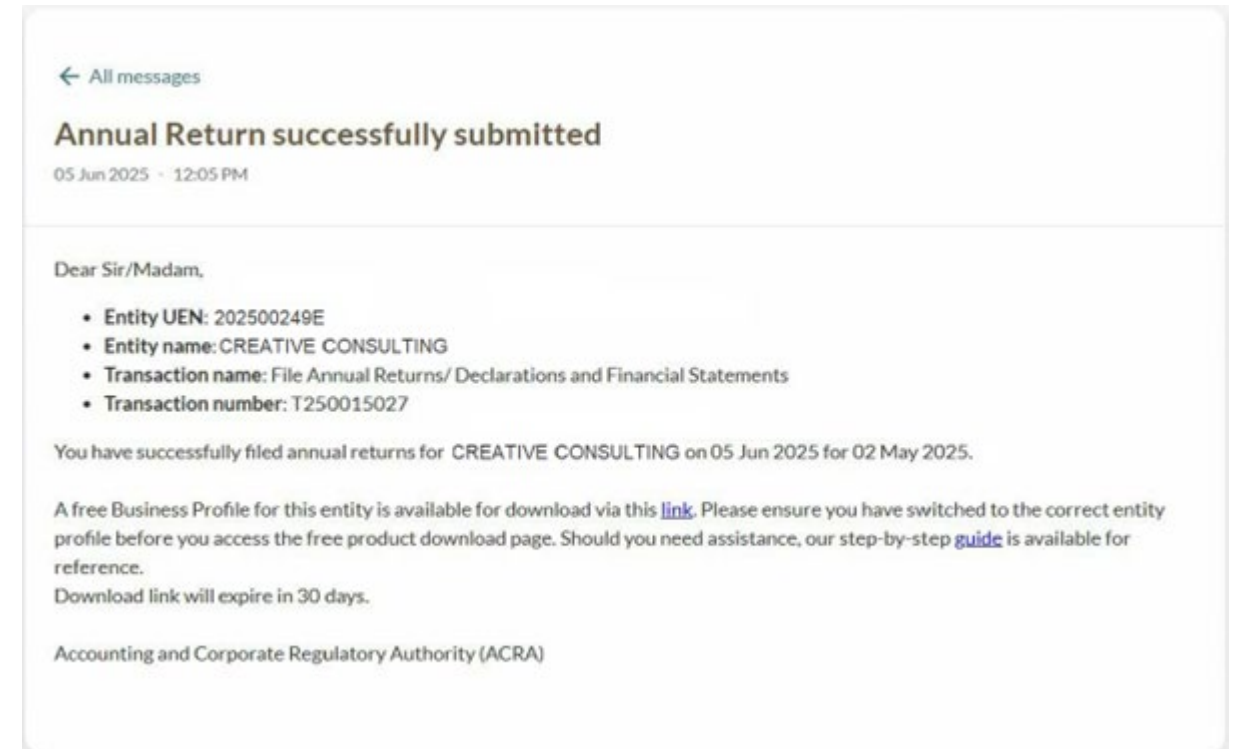 ← All messages
Annual Return successfully submitted
05 Jun 2025 · 12:05 PM
Dear Sir/Madam,
• Entity UEN: 202500249E
• Entity name: CREATIVE CONSULTING
• Transaction name: File Annual Returns/ Declarations and Financial Statements
• Transaction number: T250015027
You have successfully filed annual returns for CREATIVE CONSULTING on 05 Jun 2025 for 02 May 2025.
A free Business Profile for this entity is available for download via this link. Please ensure you have switched to the correct entity
profile before you access the free product download page. Should you need assistance, our step-by-step guide is available for
reference.
Download link will expire in 30 days.
Accounting and Corporate Regulatory Authority (ACRA)